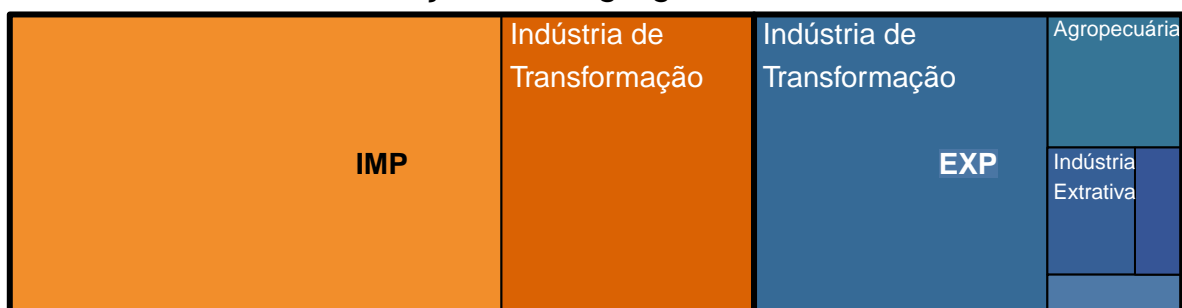 Indústria de
Transformação
IMP
Indústria de
Transformação
EXP
Agropecuária
Indústria
Extrativa